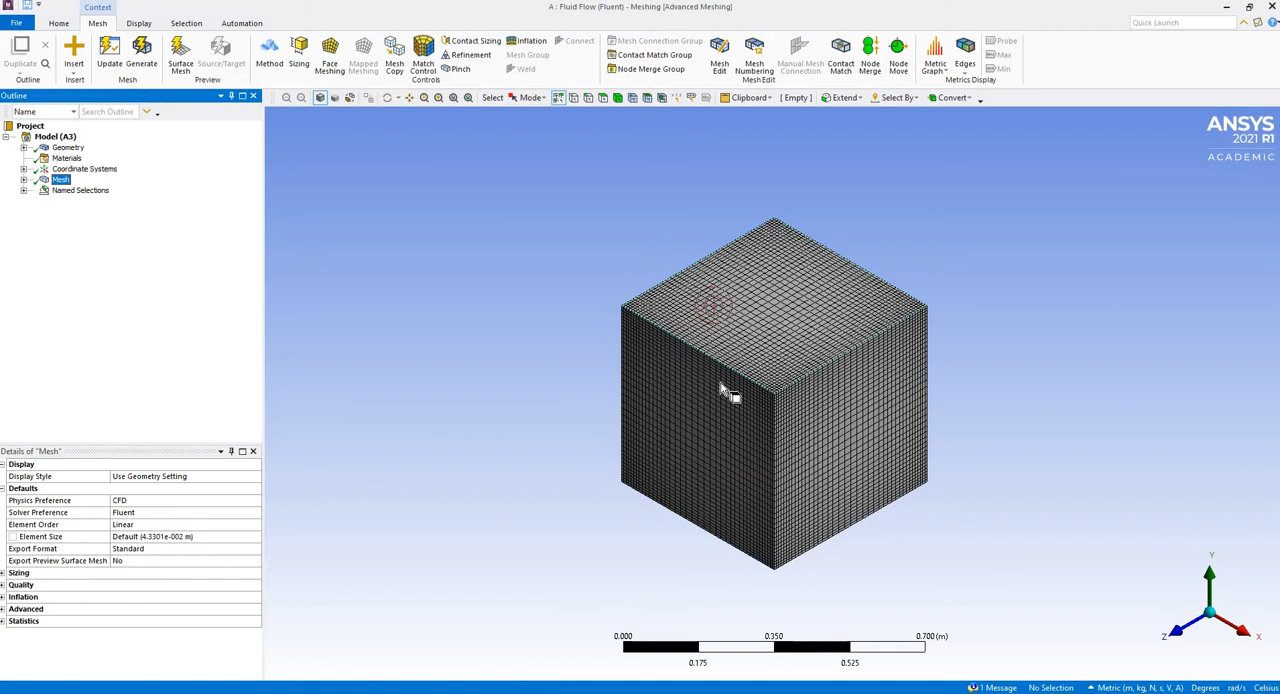 Context
A : Fluid Flow (Fluent) - Meshing [Advanced Meshing]
File Home Mesh Display Selection Automation Quick Launch
Duplicate Insert Update Generate Surface Mesh Source/Target Method Sizing Face Meshing Mapped Meshing Mesh Copy Match Control
Contact Sizing Inflation Connect
Refinement Mesh Group
Pinch Weld
Mesh Connection Group
Contact Match Group
Node Merge Group
Mesh Edit Mesh Numbering Manual Mesh Connection Contact Match Node Merge Node Move Metric Graph Edges
Probe
Max
Min
Outline Insert Mesh Preview Controls Mesh Edit Metrics Display
Outline
Select Mode Clipboard [ Empty ] Extend Select By Convert
Name Search Outline
Project
Model (A3)
Geometry
Materials
Coordinate Systems
Mesh
Named Selections
ANSYS
2021 R1
ACADEMIC
Details of "Mesh"
Display
Display Style Use Geometry Setting
Defaults
Physics Preference CFD
Solver Preference Fluent
Element Order Linear
Element Size Default (4.3301e-002 m)
Export Format Standard
Export Preview Surface Mesh No
Sizing
Quality
Inflation
Advanced
Statistics
Y
Z
X
0.000 0.350 0.700 (m)
0.175 0.525
1 Message No Selection Metric (m, kg, N, s, V, A) Degrees rad/s Celsius